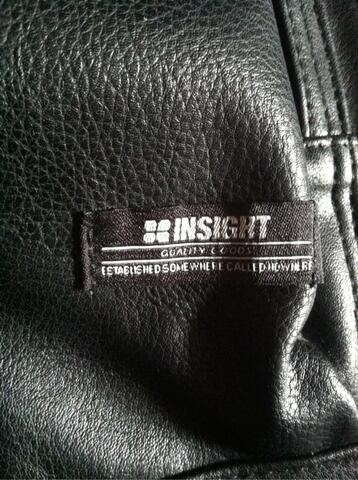 INSIGHT
QUALITY GOODS
ESTABLISHED SOMEWHERE CALLED NOWHERE